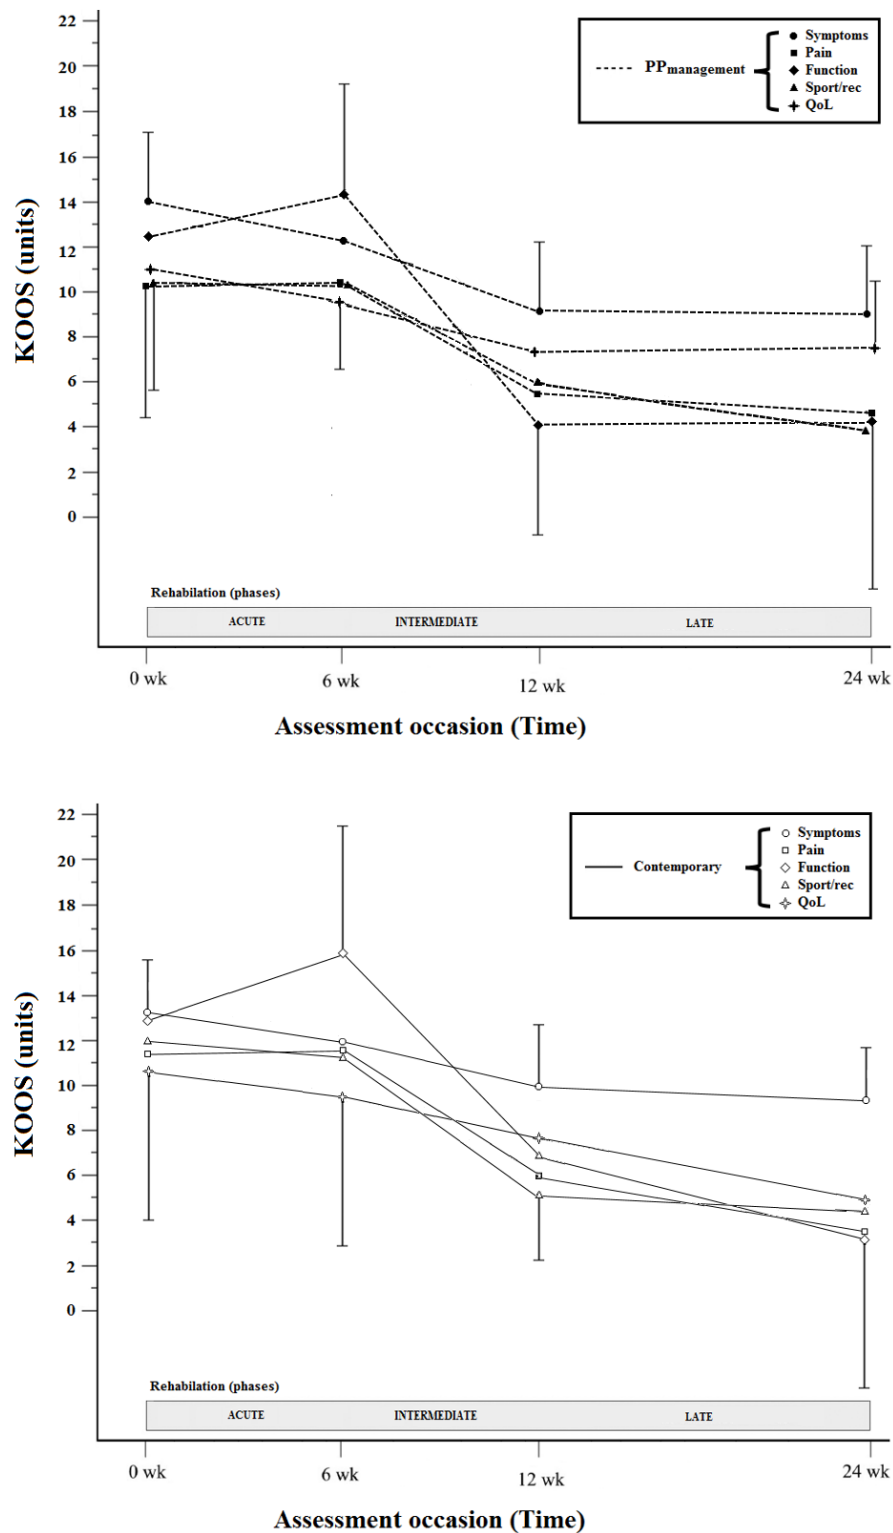 22
20
18
16
14
12
10
8
6
4
2
0
KOOS (units)
PPmanagement
Symptoms
Pain
Function
Sport/rec
QoL
Rehabilation (phases)
ACUTE INTERMEDIATE LATE
0 wk 6 wk 12 wk 24 wk
Assessment occasion (Time)
22
20
18
16
14
12
10
8
6
4
2
0
KOOS (units)
Contemporary
Symptoms
Pain
Function
Sport/rec
QoL
Rehabilation (phases)
ACUTE INTERMEDIATE LATE
0 wk 6 wk 12 wk 24 wk
Assessment occasion (Time)